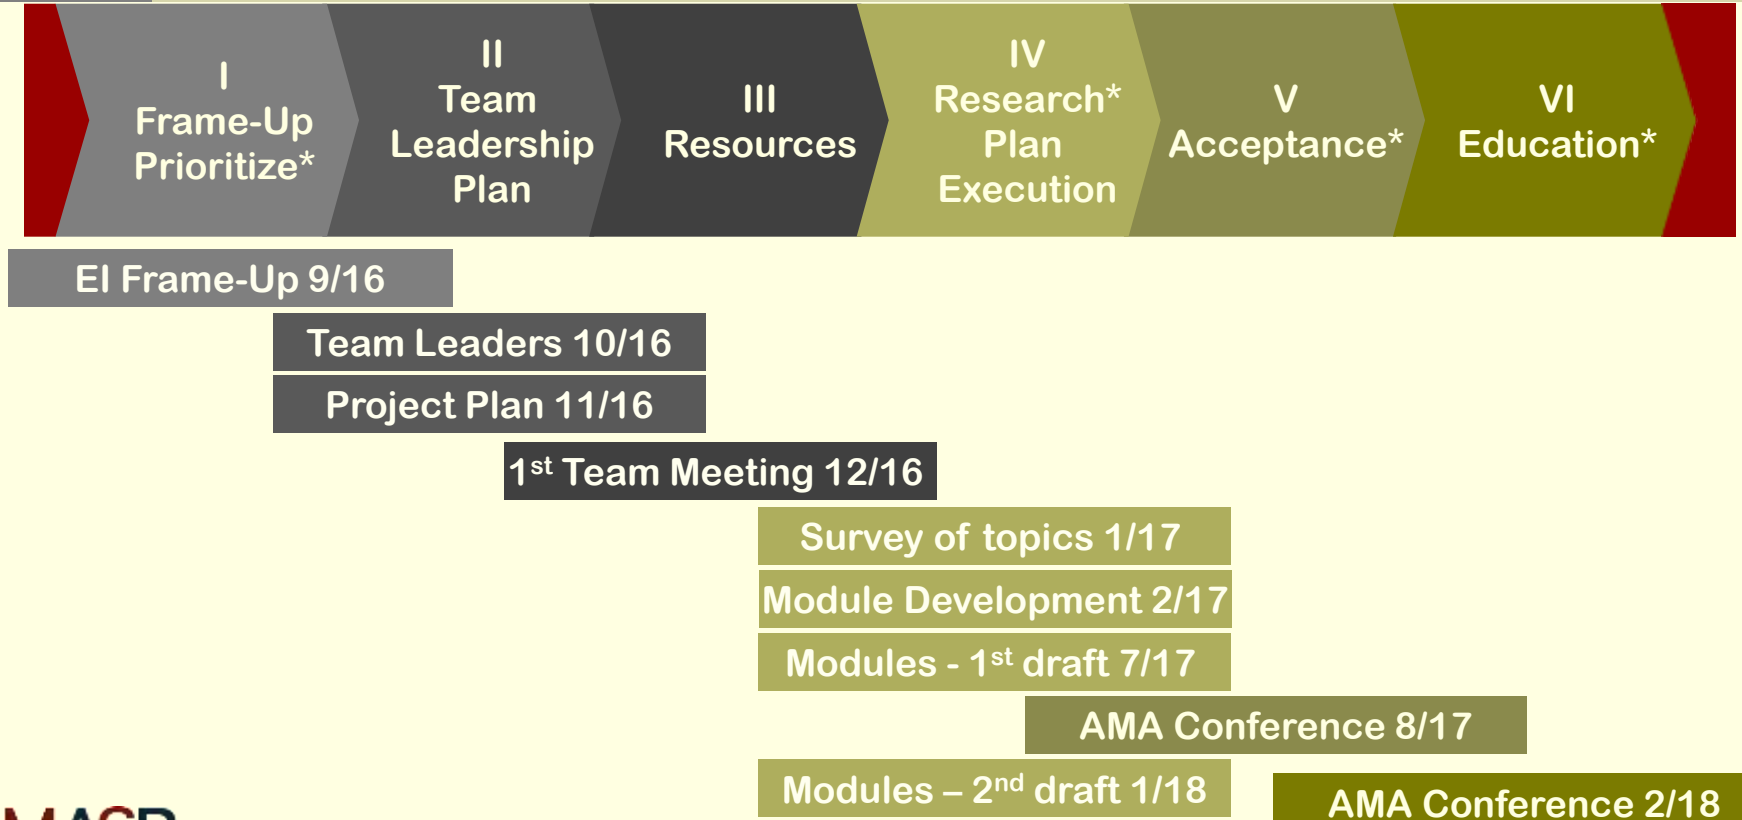 I
Frame-Up
Prioritize*
II
Team
Leadership
Plan
III
Resources
IV
Research*
Plan
Execution
V
Acceptance*
VI
Education*
EI Frame-Up 9/16
Team Leaders 10/16
Project Plan 11/16
1st Team Meeting 12/16
Survey of topics 1/17
Module Development 2/17
Modules - 1st draft 7/17
AMA Conference 8/17
Modules – 2nd draft 1/18
AMA Conference 2/18